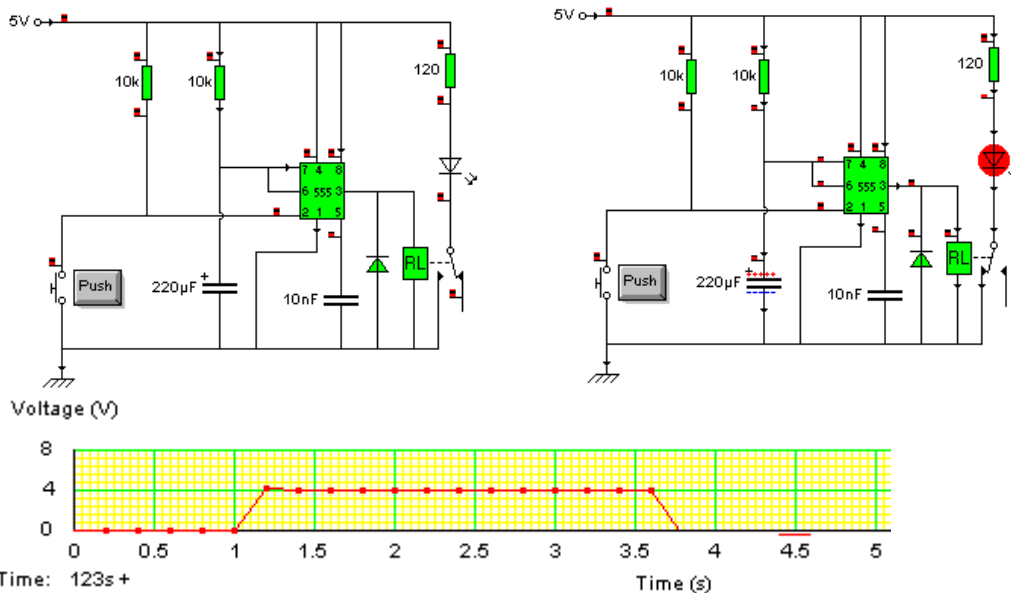 5V
10k
10k
120
7 4 8
6 555 3
2 1 5
RL
Push
220µF
+
10nF
5V
10k
10k
120
7 4 8
6 555 3
2 1 5
RL
Push
220µF
+
10nF
Voltage (V)
8
4
0
0 0.5 1 1.5 2 2.5 3 3.5 4 4.5 5
Time: 123s +
Time (s)